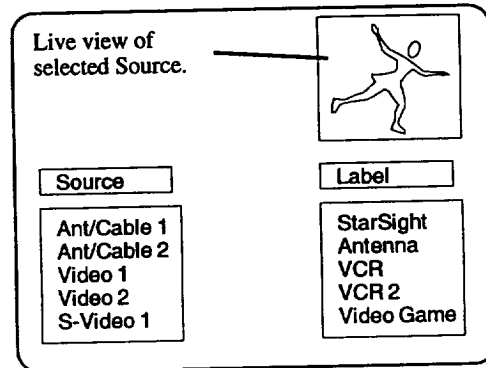 Live view of
selected Source.
Source
Label
Ant/Cable 1
Ant/Cable 2
Video 1
Video 2
S-Video 1
StarSight
Antenna
VCR
VCR 2
Video Game